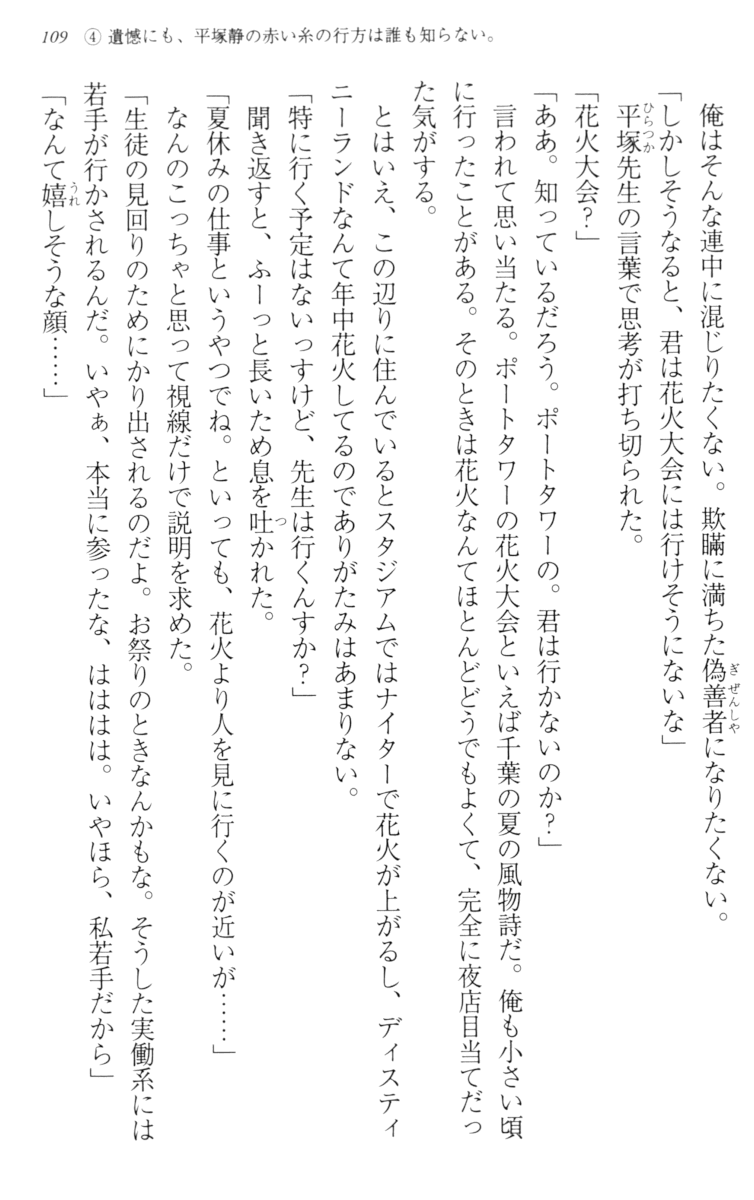 109 ④ 遺憾にも、平塚静の赤い糸の行方は誰も知らない。
俺はそんな連中に混じりたくない。欺瞞に満ちた偽善者になりたくない。
「しかしそうなると、君は花火大会には行けそうにないな」
平塚先生の言葉で思考が打ち切られた。
「花火大会?」
「ああ。知っているだろう。ポートタワーの。君は行かないのか?」
言われて思い当たる。ポートタワーの花火大会といえば千葉の夏の風物詩だ。俺も小さい頃
に行ったことがある。そのときは花火なんてほとんどどうでもよくて、完全に夜店目当てだっ
た気がする。
とはいえ、この辺りに住んでいるとスタジアムではナイターで花火が上がるし、ディスティ
ニーランドなんて年中花火してるのでありがたみはあまりない。
「特に行く予定はないっすけど、先生は行くんすか?」
聞き返すと、ふーっと長いため息を吐かれた。
「夏休みの仕事というやつでね。といっても、花火より人を見に行くのが近いが……」
なんのこっちゃと思って視線だけで説明を求めた。
「生徒の見回りのためにかり出されるのだよ。お祭りのときなんかもな。そうした実働系には
若手が行かされるんだ。いやぁ、本当に参ったな、はははは。いやほら、私若手だから」
「なんて嬉しそうな顔……」